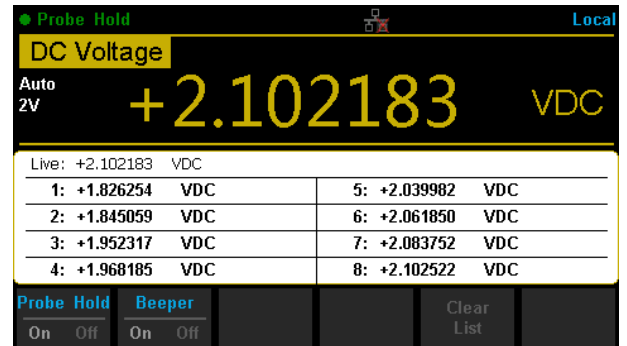 Probe Hold Local
DC Voltage
Auto
2V
+2.102183 VDC
Live: +2.102183 VDC
1: +1.826254 VDC 5: +2.039982 VDC
2: +1.845059 VDC 6: +2.061850 VDC
3: +1.952317 VDC 7: +2.083752 VDC
4: +1.968185 VDC 8: +2.102522 VDC
Probe Hold Beeper Clear
On Off On Off List